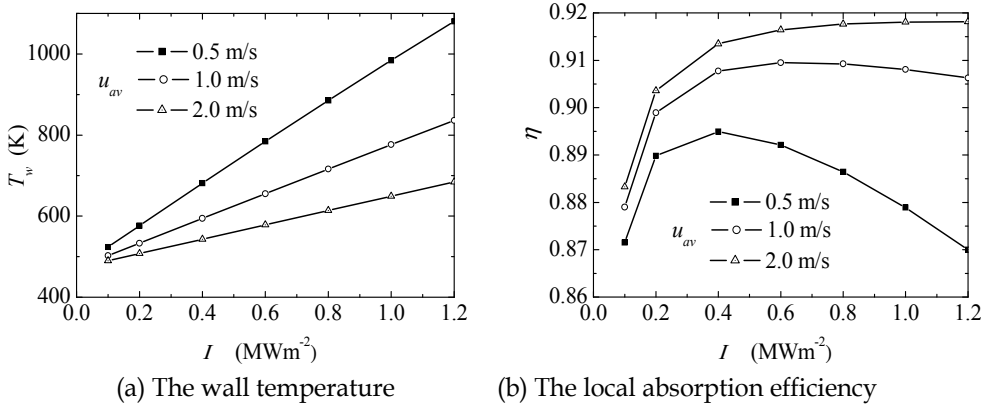 1000
800
600
400
T_w (K)
0.5 m/s
u_av 1.0 m/s
2.0 m/s
0.0 0.2 0.4 0.6 0.8 1.0 1.2
I (MWm⁻²)
(a) The wall temperature
0.92
0.91
0.90
0.89
0.88
0.87
0.86
η
0.5 m/s
u_av 1.0 m/s
2.0 m/s
0.0 0.2 0.4 0.6 0.8 1.0 1.2
I (MWm⁻²)
(b) The local absorption efficiency